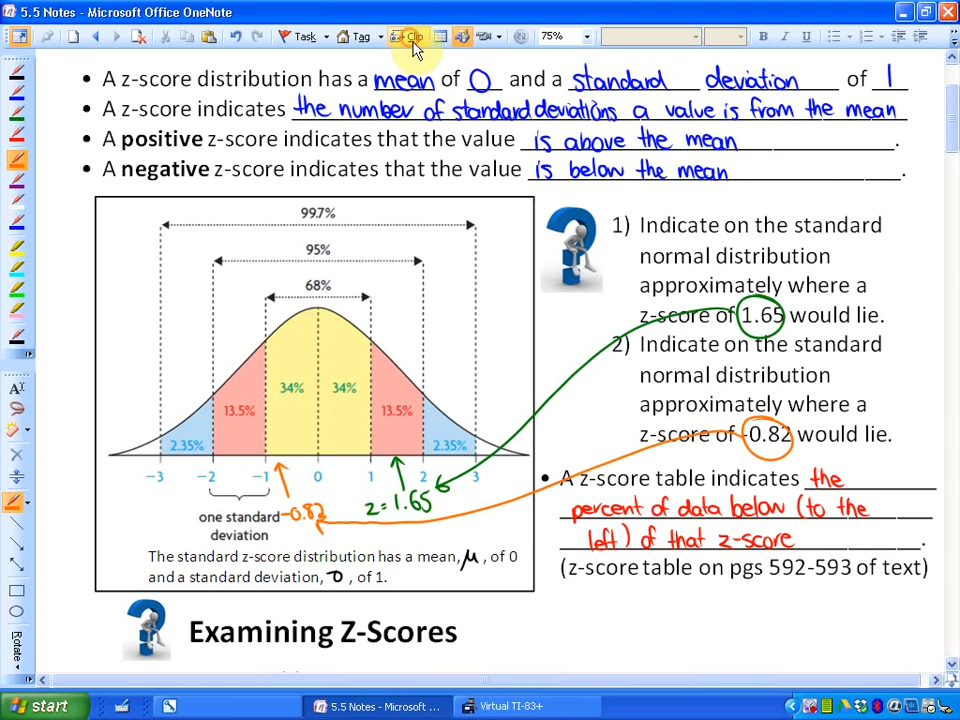 5.5 Notes - Microsoft Office OneNote
Task Tag Clip 75% B I U
• A z-score distribution has a mean of 0 and a standard deviation of 1
• A z-score indicates the number of standard deviations a value is from the mean
• A positive z-score indicates that the value is above the mean.
• A negative z-score indicates that the value is below the mean.
99.7%
95%
68%
34% 34%
13.5% 13.5%
2.35% 2.35%
−3 −2 −1 0 1 2 3
one standard
deviation
-0.82
z=1.65
The standard z-score distribution has a mean, μ, of 0
and a standard deviation, σ, of 1.
1) Indicate on the standard
normal distribution
approximately where a
z-score of 1.65 would lie.
2) Indicate on the standard
normal distribution
approximately where a
z-score of -0.82 would lie.
• A z-score table indicates the
percent of data below (to the
left) of that z-score.
(z-score table on pgs 592-593 of text)
Examining Z-Scores
Rotate
start 5.5 Notes - Microsoft ... Virtual TI-83+